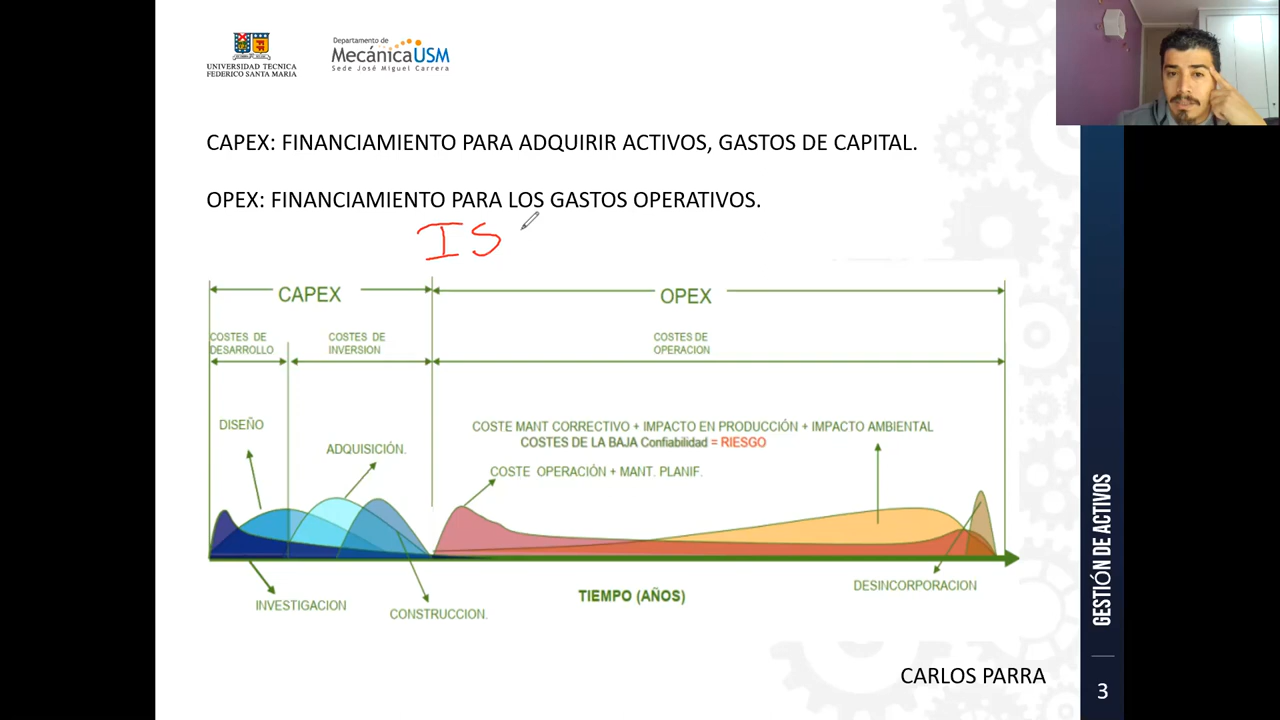 UNIVERSIDAD TECNICA
FEDERICO SANTA MARIA
Departamento de
MecánicaUSM
Sede José Miguel Carrera
CAPEX: FINANCIAMIENTO PARA ADQUIRIR ACTIVOS, GASTOS DE CAPITAL.
OPEX: FINANCIAMIENTO PARA LOS GASTOS OPERATIVOS.
IS
CAPEX
OPEX
COSTES DE
DESARROLLO
COSTES DE
INVERSION
COSTES DE
OPERACION
DISEÑO
ADQUISICIÓN.
COSTE MANT CORRECTIVO + IMPACTO EN PRODUCCIÓN + IMPACTO AMBIENTAL
COSTES DE LA BAJA Confiabilidad = RIESGO
COSTE OPERACIÓN + MANT. PLANIF.
INVESTIGACION
CONSTRUCCION.
TIEMPO (AÑOS)
DESINCORPORACION
GESTIÓN DE ACTIVOS
CARLOS PARRA
3